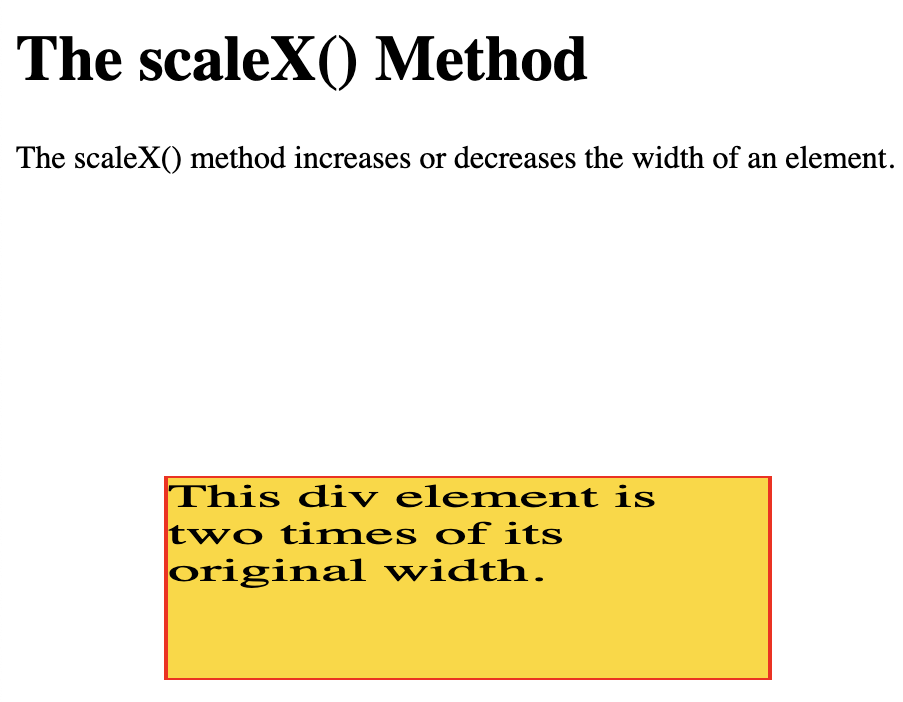 The scaleX() Method
The scaleX() method increases or decreases the width of an element.
This div element is
two times of its
original width.